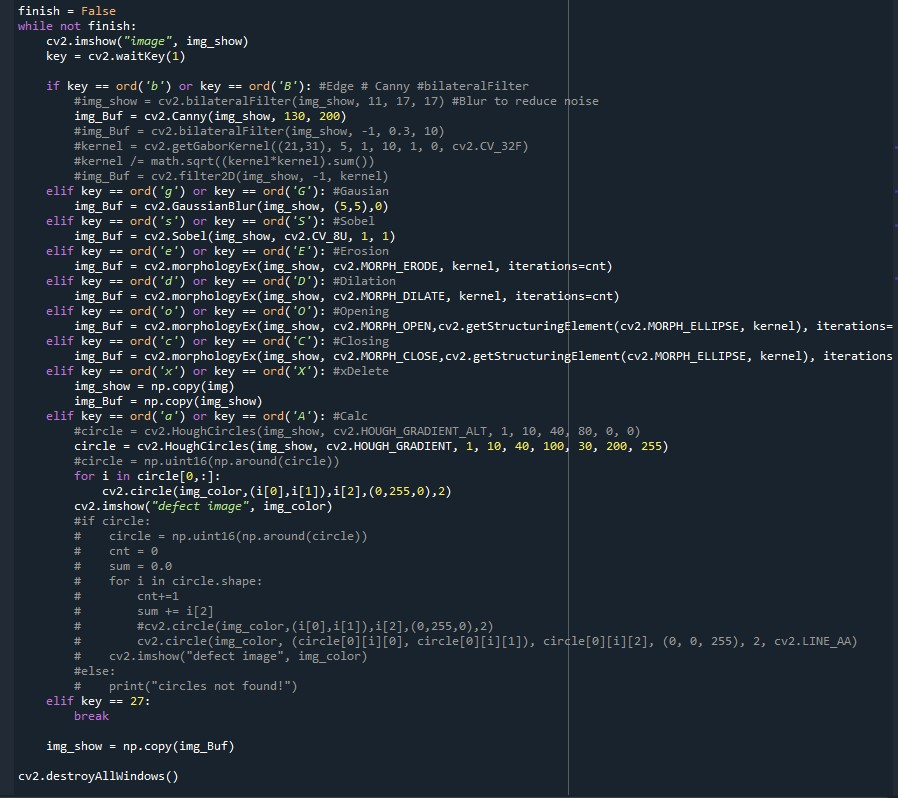 finish = False
while not finish:
    cv2.imshow("image", img_show)
    key = cv2.waitKey(1)

    if key == ord('b') or key == ord('B'): #Edge # Canny #bilateralFilter
        #img_show = cv2.bilateralFilter(img_show, 11, 17, 17) #Blur to reduce noise
        img_Buf = cv2.Canny(img_show, 130, 200)
        #img_Buf = cv2.bilateralFilter(img_show, -1, 0.3, 10)
        #kernel = cv2.getGaborKernel((21,31), 5, 1, 10, 1, 0, cv2.CV_32F)
        #kernel /= math.sqrt((kernel*kernel).sum())
        #img_Buf = cv2.filter2D(img_show, -1, kernel)
    elif key == ord('g') or key == ord('G'): #Gausian
        img_Buf = cv2.GaussianBlur(img_show, (5,5),0)
    elif key == ord('s') or key == ord('S'): #Sobel
        img_Buf = cv2.Sobel(img_show, cv2.CV_8U, 1, 1)
    elif key == ord('e') or key == ord('E'): #Erosion
        img_Buf = cv2.morphologyEx(img_show, cv2.MORPH_ERODE, kernel, iterations=cnt)
    elif key == ord('d') or key == ord('D'): #Dilation
        img_Buf = cv2.morphologyEx(img_show, cv2.MORPH_DILATE, kernel, iterations=cnt)
    elif key == ord('o') or key == ord('O'): #Opening
        img_Buf = cv2.morphologyEx(img_show, cv2.MORPH_OPEN,cv2.getStructuringElement(cv2.MORPH_ELLIPSE, kernel), iterations=
    elif key == ord('c') or key == ord('C'): #Closing
        img_Buf = cv2.morphologyEx(img_show, cv2.MORPH_CLOSE,cv2.getStructuringElement(cv2.MORPH_ELLIPSE, kernel), iterations
    elif key == ord('x') or key == ord('X'): #xDelete
        img_show = np.copy(img)
        img_Buf = np.copy(img_show)
    elif key == ord('a') or key == ord('A'): #Calc
        #circle = cv2.HoughCircles(img_show, cv2.HOUGH_GRADIENT_ALT, 1, 10, 40, 80, 0, 0)
        circle = cv2.HoughCircles(img_show, cv2.HOUGH_GRADIENT, 1, 10, 40, 100, 30, 200, 255)
        #circle = np.uint16(np.around(circle))
        for i in circle[0,:]:
            cv2.circle(img_color,(i[0],i[1]),i[2],(0,255,0),2)
        cv2.imshow("defect image", img_color)
        #if circle:
        #    circle = np.uint16(np.around(circle))
        #    cnt = 0
        #    sum = 0.0
        #    for i in circle.shape:
        #        cnt+=1
        #        sum += i[2]
        #        #cv2.circle(img_color,(i[0],i[1]),i[2],(0,255,0),2)
        #        cv2.circle(img_color, (circle[0][i][0], circle[0][i][1]), circle[0][i][2], (0, 0, 255), 2, cv2.LINE_AA)
        #    cv2.imshow("defect image", img_color)
        #else:
        #    print("circles not found!")
    elif key == 27:
        break

    img_show = np.copy(img_Buf)

cv2.destroyAllWindows()